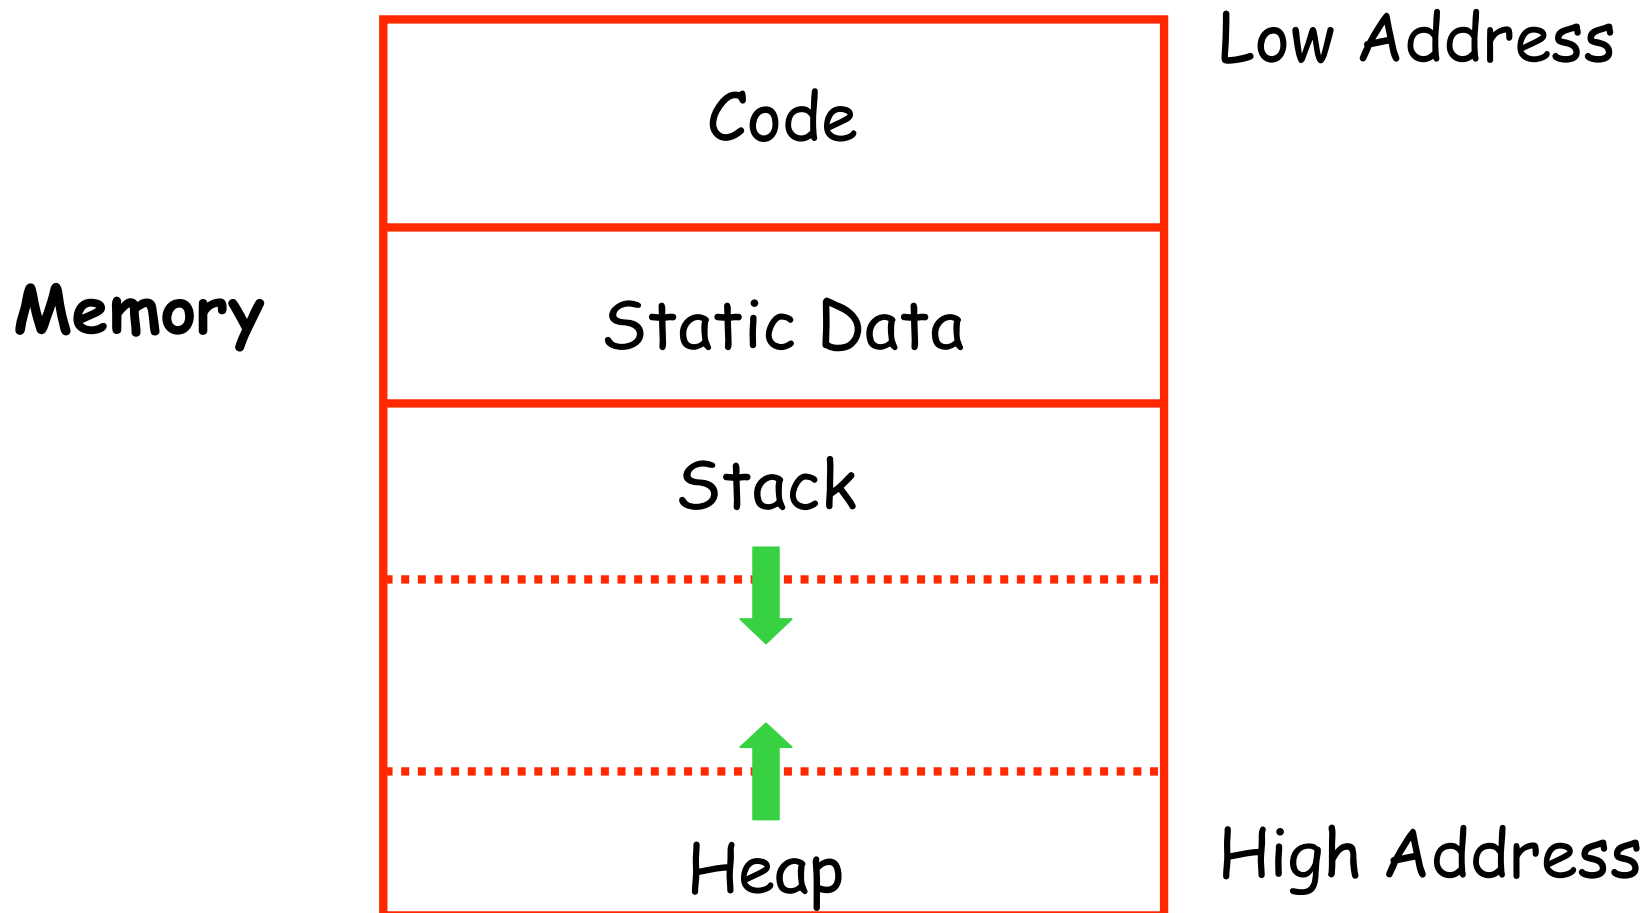 Low Address
Code
Memory
Static Data
Stack
Heap
High Address